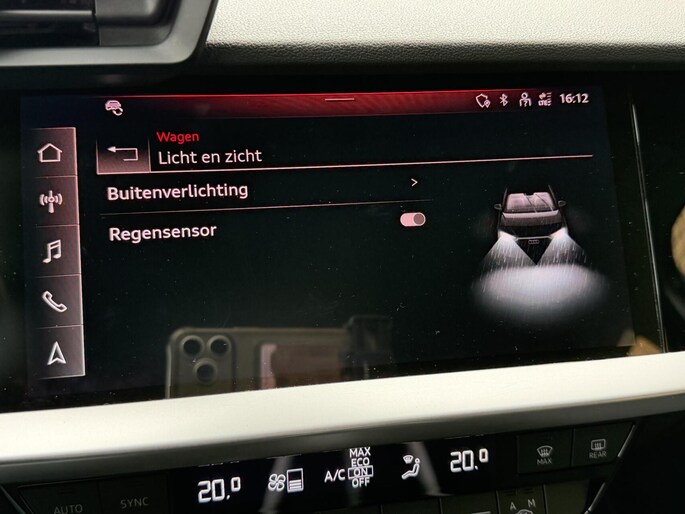 16:12
Wagen
Licht en zicht
Buitenverlichting >
Regensensor
MAX
ECO
A/C ON
OFF
20.0
20.0
MAX
REAR
AUTO
SYNC
A M